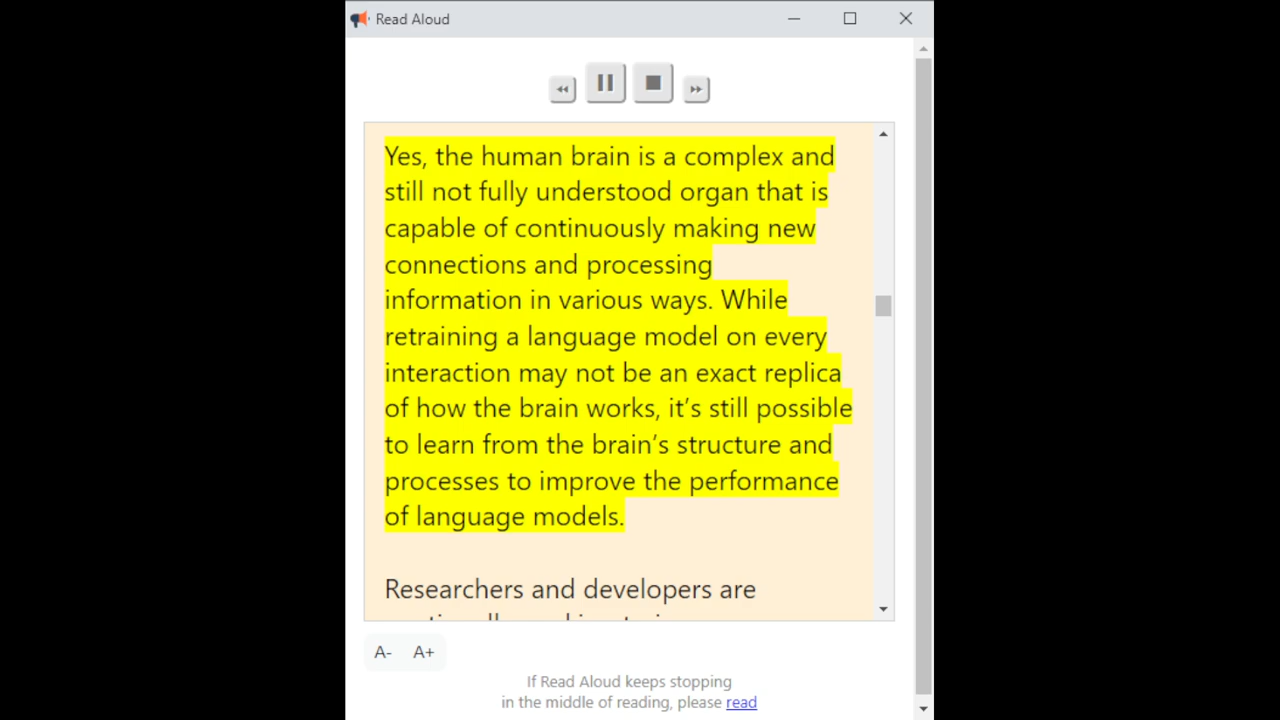 Read Aloud
Yes, the human brain is a complex and
still not fully understood organ that is
capable of continuously making new
connections and processing
information in various ways. While
retraining a language model on every
interaction may not be an exact replica
of how the brain works, it’s still possible
to learn from the brain’s structure and
processes to improve the performance
of language models.
Researchers and developers are
A- A+
If Read Aloud keeps stopping
in the middle of reading, please read